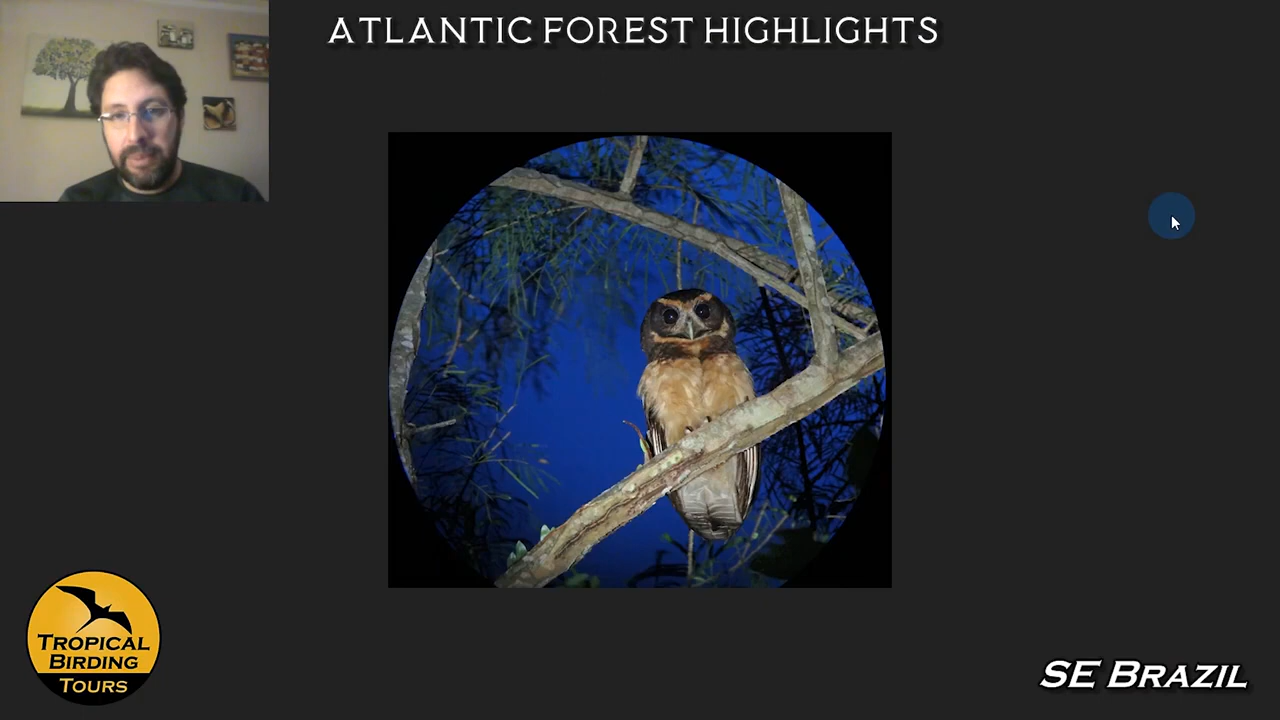 ATLANTIC FOREST HIGHLIGHTS
TROPICAL
BIRDING
TOURS
SE BRAZIL